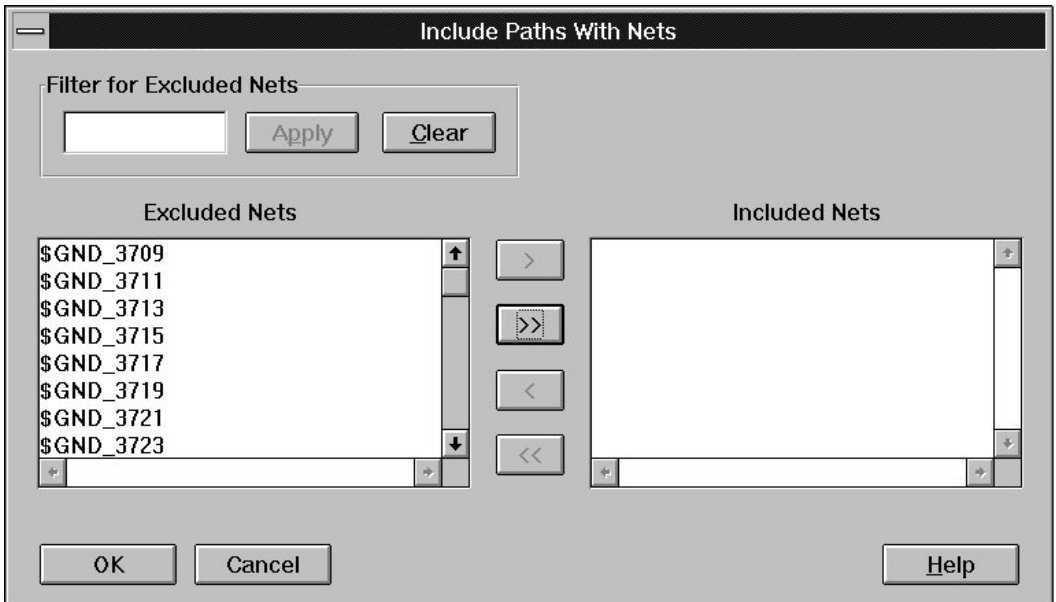 Include Paths With Nets
Filter for Excluded Nets
Apply
Clear
Excluded Nets
Included Nets
$GND_3709
$GND_3711
$GND_3713
$GND_3715
$GND_3717
$GND_3719
$GND_3721
$GND_3723
>
>>
<
<<
OK
Cancel
Help